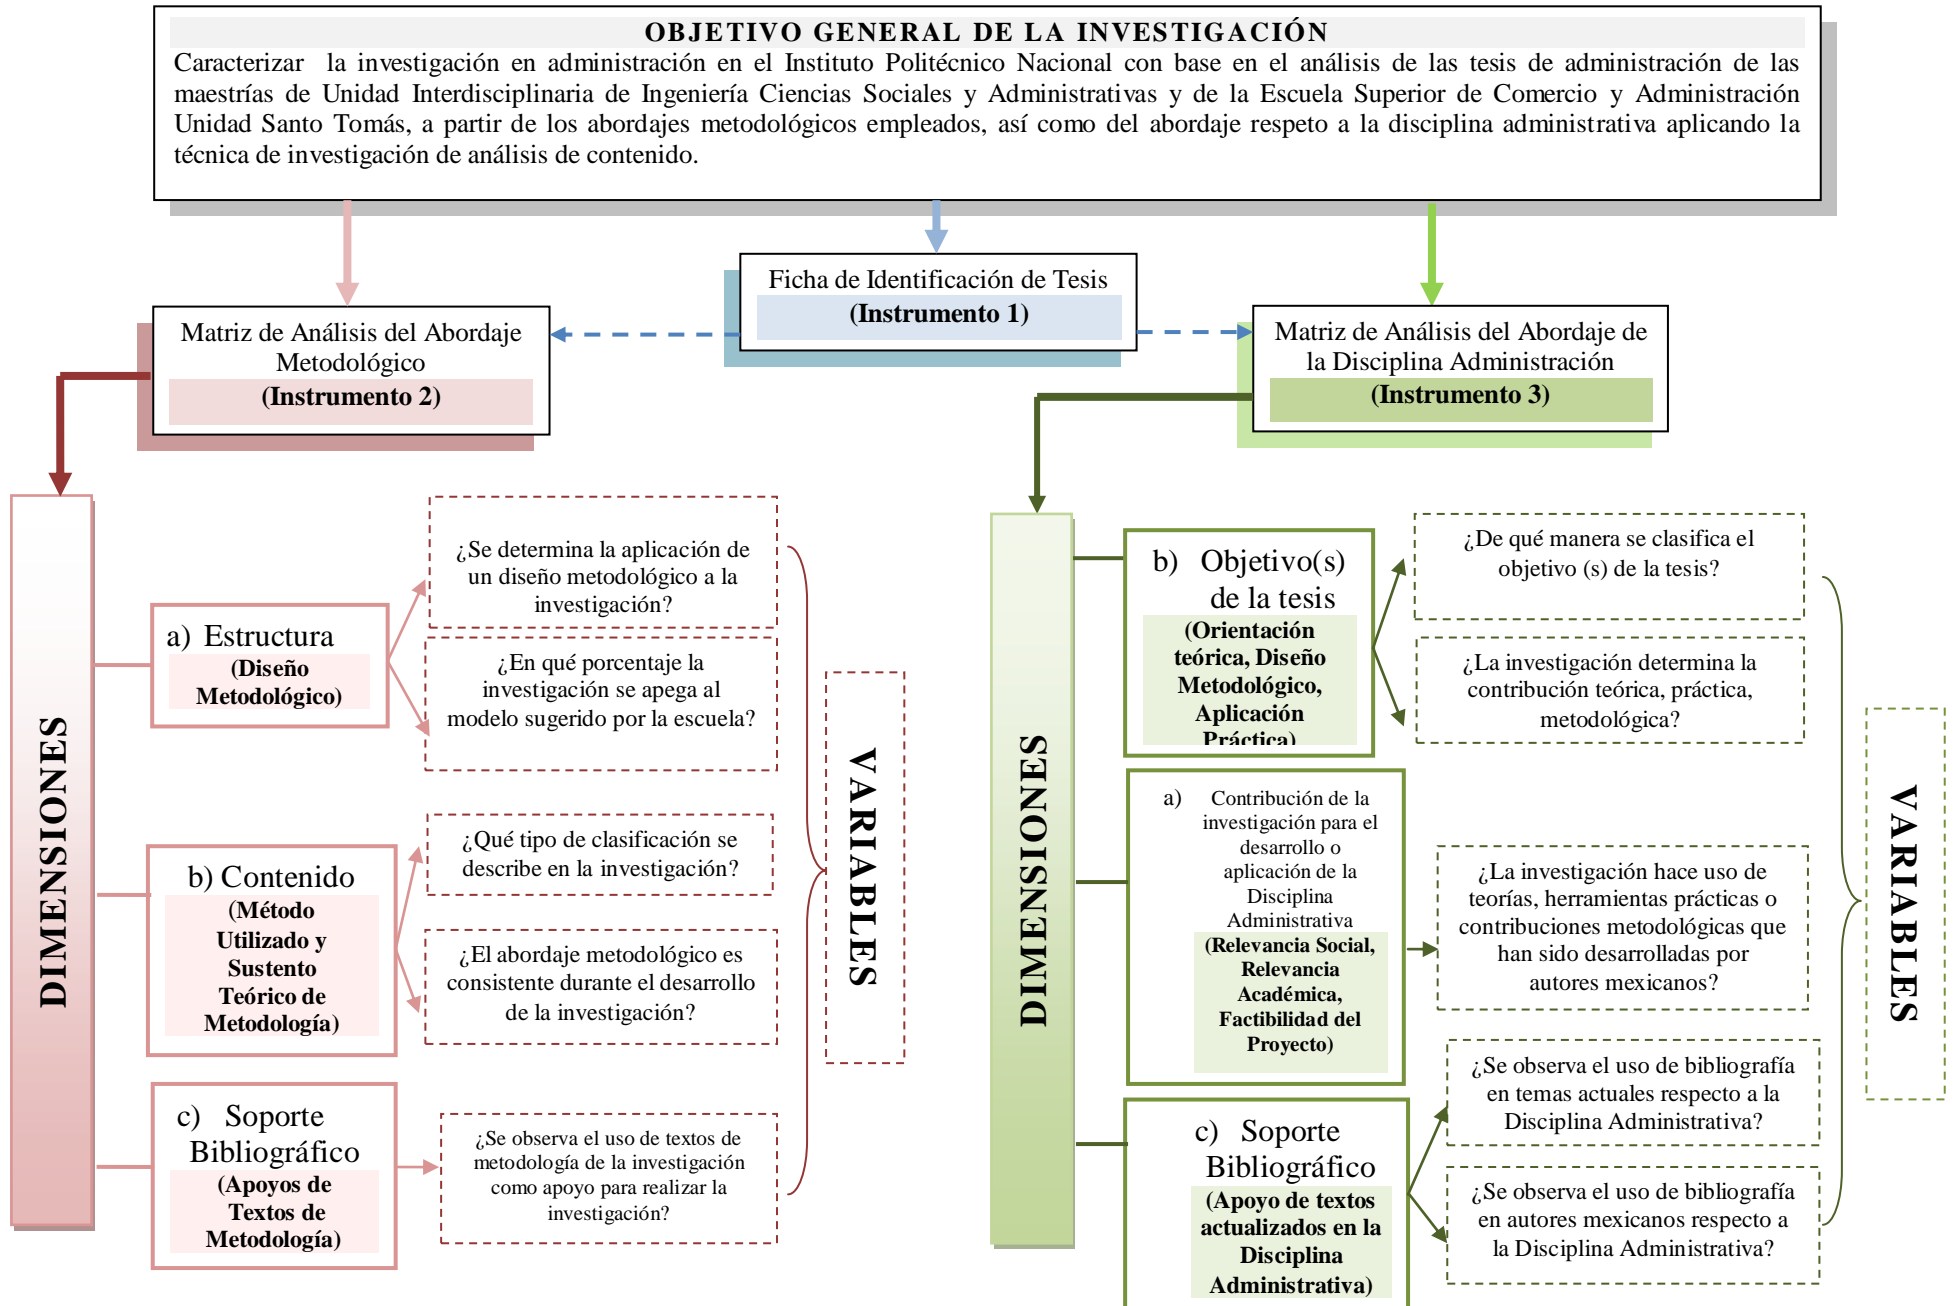 OBJETIVO GENERAL DE LA INVESTIGACIÓN
Caracterizar la investigación en administración en el Instituto Politécnico Nacional con base en el análisis de las tesis de administración de las
maestrías de Unidad Interdisciplinaria de Ingeniería Ciencias Sociales y Administrativas y de la Escuela Superior de Comercio y Administración
Unidad Santo Tomás, a partir de los abordajes metodológicos empleados, así como del abordaje respeto a la disciplina administrativa aplicando la
técnica de investigación de análisis de contenido.
Ficha de Identificación de Tesis
(Instrumento 1)
Matriz de Análisis del Abordaje
Metodológico
(Instrumento 2)
Matriz de Análisis del Abordaje de
la Disciplina Administración
(Instrumento 3)
DIMENSIONES
a) Estructura
(Diseño
Metodológico)
¿Se determina la aplicación de
un diseño metodológico a la
investigación?
¿En qué porcentaje la
investigación se apega al
modelo sugerido por la escuela?
b) Contenido
(Método
Utilizado y
Sustento
Teórico de
Metodología)
¿Qué tipo de clasificación se
describe en la investigación?
¿El abordaje metodológico es
consistente durante el desarrollo
de la investigación?
c) Soporte
Bibliográfico
(Apoyos de
Textos de
Metodología)
¿Se observa el uso de textos de
metodología de la investigación
como apoyo para realizar la
investigación?
VARIABLES
DIMENSIONES
b) Objetivo(s)
de la tesis
(Orientación
teórica, Diseño
Metodológico,
Aplicación
Práctica)
¿De qué manera se clasifica el
objetivo (s) de la tesis?
¿La investigación determina la
contribución teórica, práctica,
metodológica?
a) Contribución de la
investigación para el
desarrollo o
aplicación de la
Disciplina
Administrativa
(Relevancia Social,
Relevancia
Académica,
Factibilidad del
Proyecto)
¿La investigación hace uso de
teorías, herramientas prácticas o
contribuciones metodológicas que
han sido desarrolladas por
autores mexicanos?
c) Soporte
Bibliográfico
(Apoyo de textos
actualizados en la
Disciplina
Administrativa)
¿Se observa el uso de bibliografía
en temas actuales respecto a la
Disciplina Administrativa?
¿Se observa el uso de bibliografía
en autores mexicanos respecto a
la Disciplina Administrativa?
VARIABLES